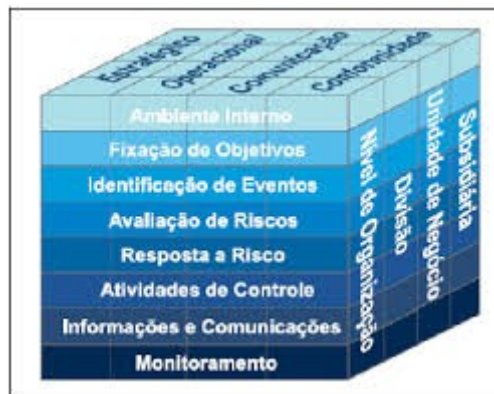 Estratégico
Operacional
Comunicação
Conformidade
Ambiente Interno
Fixação de Objetivos
Identificação de Eventos
Avaliação de Riscos
Resposta a Risco
Atividades de Controle
Informações e Comunicações
Monitoramento
Nível de Organização
Divisão
Unidade de Negócio
Subsidiária